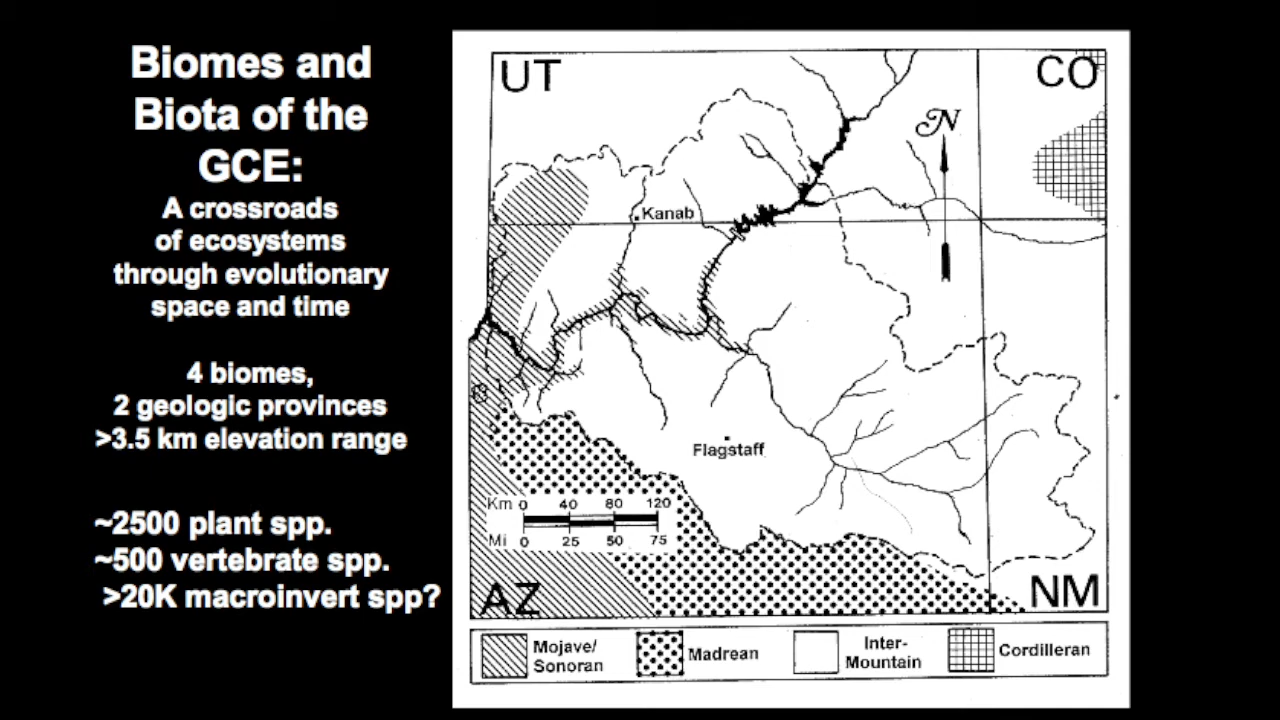 Biomes and
Biota of the
GCE:
A crossroads
of ecosystems
through evolutionary
space and time
4 biomes,
2 geologic provinces
>3.5 km elevation range
~2500 plant spp.
~500 vertebrate spp.
>20K macroinvert spp?
UT
CO
N
Kanab
Flagstaff
Km 0 40 80 120
Mi 0 25 50 75
AZ
NM
Mojave/
Sonoran
Madrean
Inter-
Mountain
Cordilleran